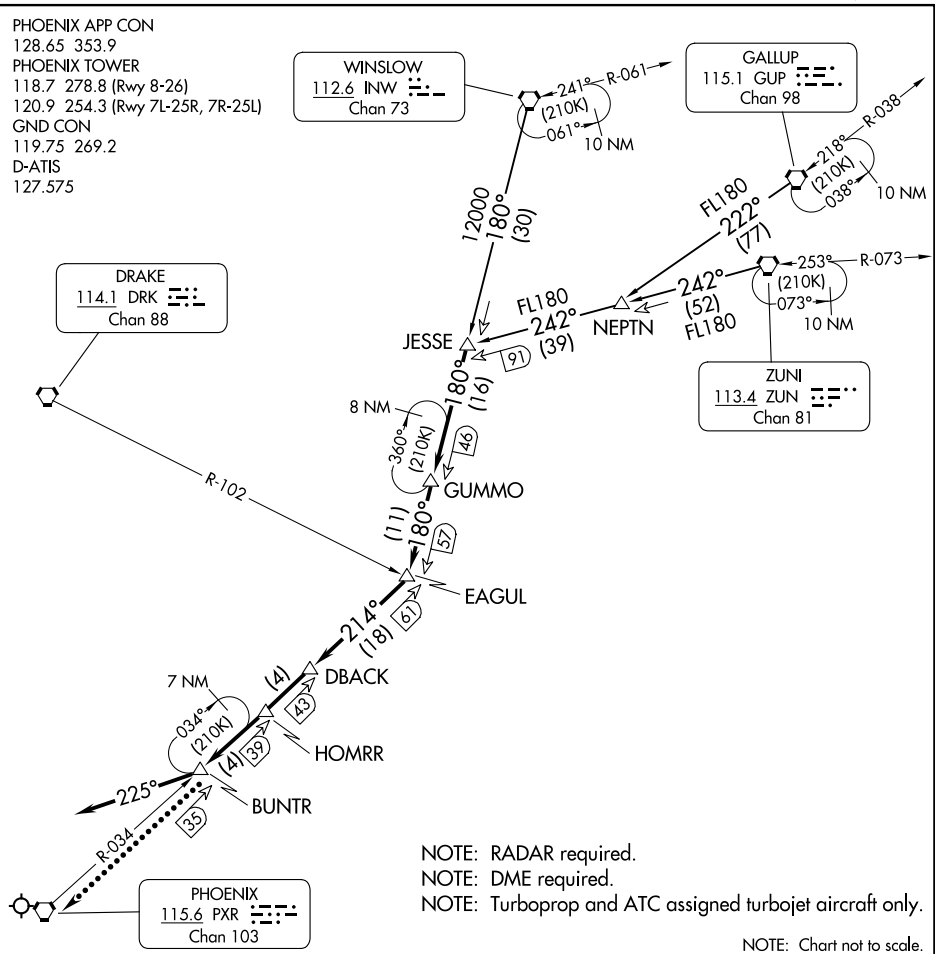 PHOENIX APP CON
128.65 353.9
PHOENIX TOWER
118.7 278.8 (Rwy 8-26)
120.9 254.3 (Rwy 7L-25R, 7R-25L)
GND CON
119.75 269.2
D-ATIS
127.575
WINSLOW
112.6 INW
Chan 73
241°
R-061
(210K)
061°
10 NM
GALLUP
115.1 GUP
Chan 98
R-038
218°
(210K)
038°
10 NM
12000
180°
(30)
FL180
222°
(77)
253°
R-073
(210K)
073°
10 NM
242°
(52)
FL180
NEPTN
FL180
242°
(39)
ZUNI
113.4 ZUN
Chan 81
DRAKE
114.1 DRK
Chan 88
JESSE
91
180°
(16)
8 NM
360°
(210K)
46
GUMMO
R-102
(11)
180°
57
EAGUL
61
214°
(18)
DBACK
43
(4)
7 NM
034°
(210K)
39
HOMRR
(4)
BUNTR
225°
35
R-034
PHOENIX
115.6 PXR
Chan 103
NOTE: RADAR required.
NOTE: DME required.
NOTE: Turboprop and ATC assigned turbojet aircraft only.
NOTE: Chart not to scale.